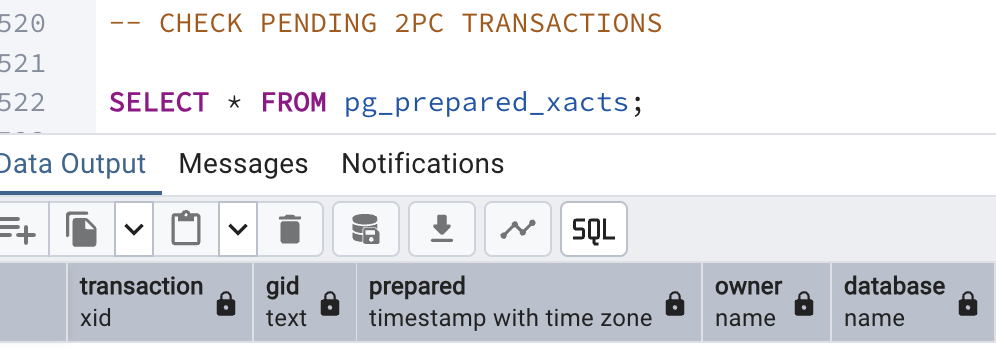 520 -- CHECK PENDING 2PC TRANSACTIONS
521
522 SELECT * FROM pg_prepared_xacts;
Data Output Messages Notifications
SQL
transaction gid prepared owner database
xid text timestamp with time zone name name